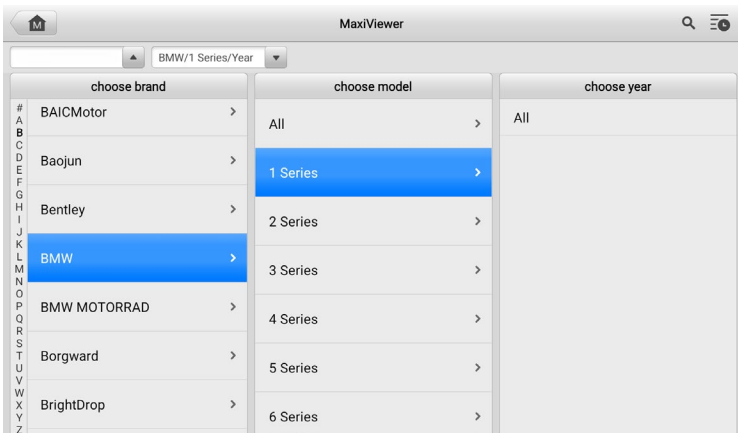 M
MaxiViewer
BMW/1 Series/Year
choose brand
choose model
choose year
#
A
B
C
D
E
F
G
H
I
J
K
L
M
N
O
P
Q
R
S
T
U
V
W
X
Y
Z
BAICMotor
Baojun
Bentley
BMW
BMW MOTORRAD
Borgward
BrightDrop
All
1 Series
2 Series
3 Series
4 Series
5 Series
6 Series
All